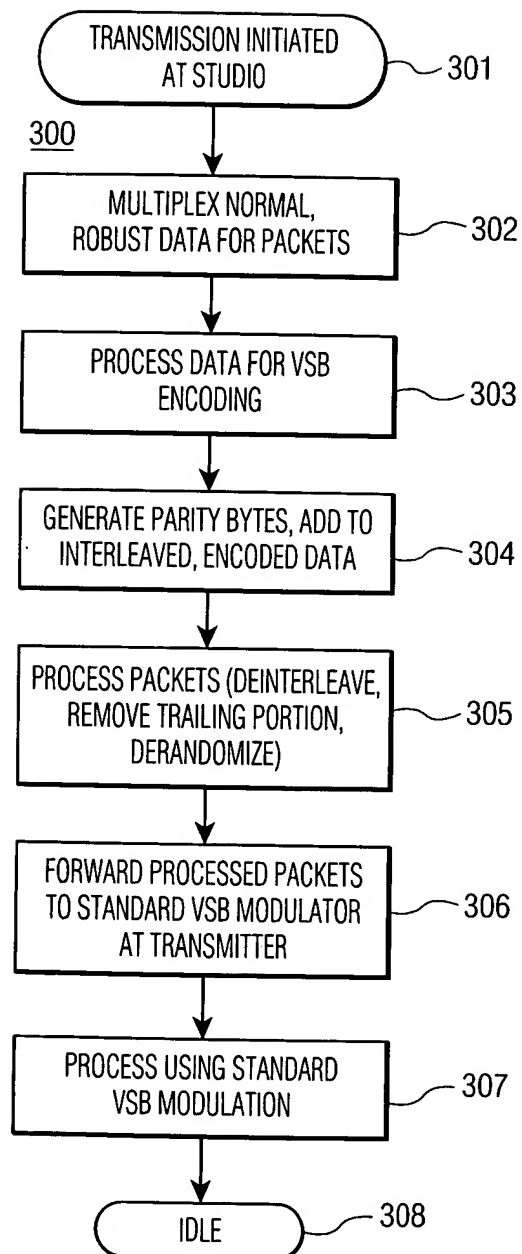 TRANSMISSION INITIATED
AT STUDIO
301
300
MULTIPLEX NORMAL,
ROBUST DATA FOR PACKETS
302
PROCESS DATA FOR VSB
ENCODING
303
GENERATE PARITY BYTES, ADD TO
INTERLEAVED, ENCODED DATA
304
PROCESS PACKETS (DEINTERLEAVE,
REMOVE TRAILING PORTION,
DERANDOMIZE)
305
FORWARD PROCESSED PACKETS
TO STANDARD VSB MODULATOR
AT TRANSMITTER
306
PROCESS USING STANDARD
VSB MODULATION
307
IDLE
308